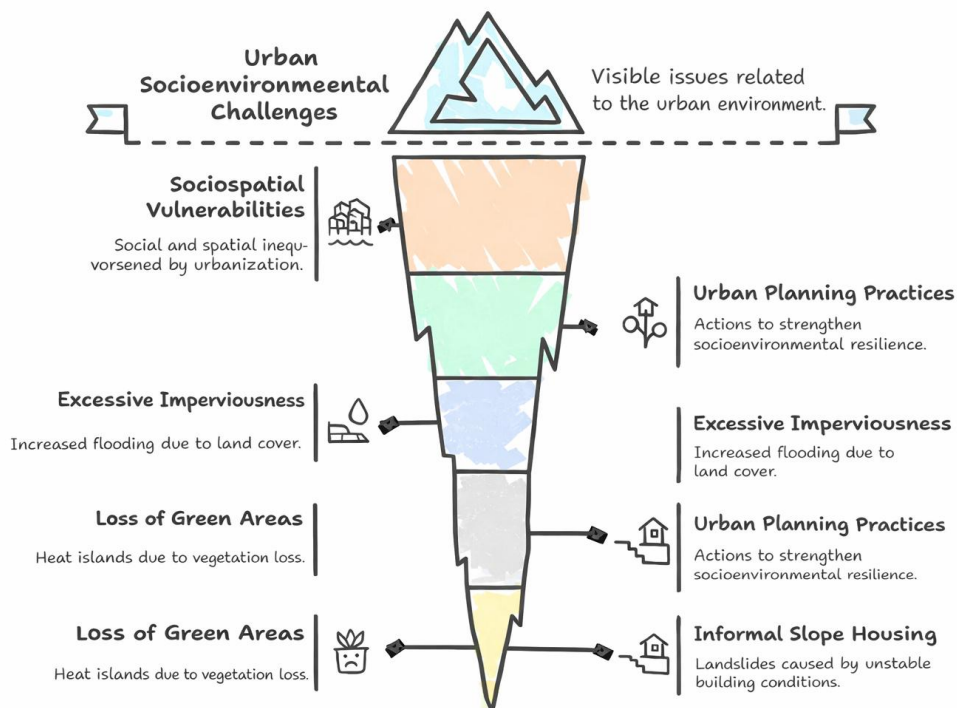 Urban
Socioenvironmeental
Challenges
Visible issues related
to the urban environment.
Sociospatial
Vulnerabilities
Social and spatial inequ-
vorsened by urbanization.
Urban Planning Practices
Actions to strengthen
socioenvironmental resilience.
Excessive Imperviousness
Increased flooding due to land cover.
Excessive Imperviousness
Increased flooding due to
land cover.
Loss of Green Areas
Heat islands due to vegetation loss.
Urban Planning Practices
Actions to strengthen
socioenvironmental resilience.
Loss of Green Areas
Heat islands due to vegetation loss.
Informal Slope Housing
Landslides caused by unstable
building conditions.